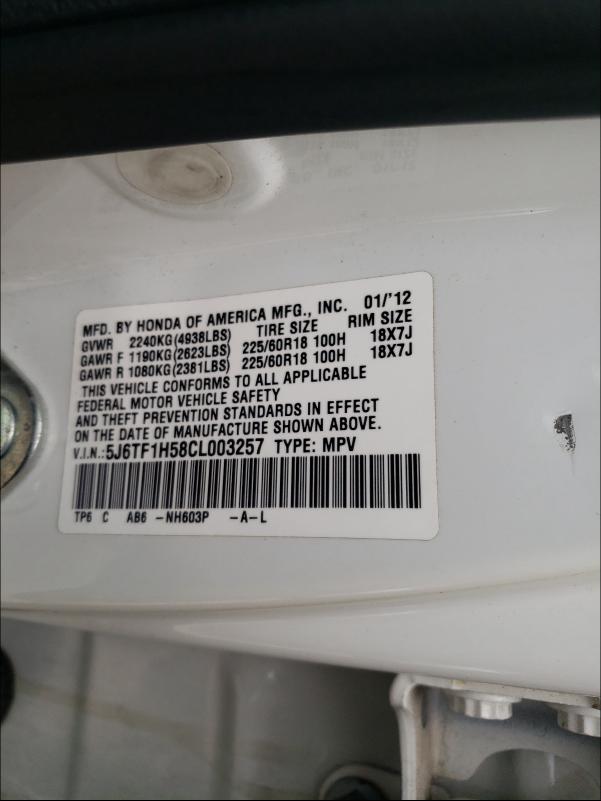 MFD. BY HONDA OF AMERICA MFG., INC. 01/'12
GVWR 2240KG(4938LBS) TIRE SIZE RIM SIZE
GAWR F 1190KG(2623LBS) 225/60R18 100H 18X7J
GAWR R 1080KG(2381LBS) 225/60R18 100H 18X7J
THIS VEHICLE CONFORMS TO ALL APPLICABLE
FEDERAL MOTOR VEHICLE SAFETY
AND THEFT PREVENTION STANDARDS IN EFFECT
ON THE DATE OF MANUFACTURE SHOWN ABOVE.
V.I.N.:5J6TF1H58CL003257 TYPE: MPV
TP6 C AB6 -NH603P -A-L